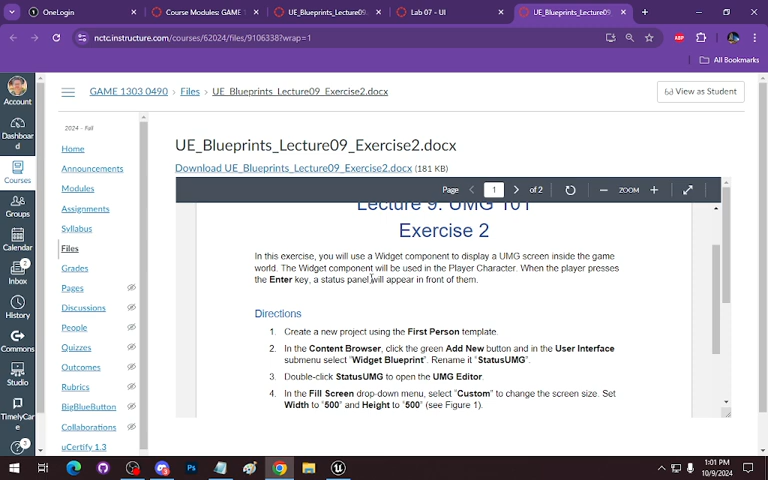 OneLogin
Course Modules: GAME
UE_Blueprints_Lecture09
Lab 07 - UI
UE_Blueprints_Lecture09
nctc.instructure.com/courses/62024/files/9106338?wrap=1
ABP
All Bookmarks
Account
Dashboar
d
Courses
Groups
Calendar
2
Inbox
History
Commons
Studio
TimelyCar
e
3
GAME 1303 0490 › Files › UE_Blueprints_Lecture09_Exercise2.docx
View as Student
2024 - Fall
Home
Announcements
Modules
Assignments
Syllabus
Files
Grades
Pages
Discussions
People
Quizzes
Outcomes
Rubrics
BigBlueButton
Collaborations
uCertify 1.3
UE_Blueprints_Lecture09_Exercise2.docx
Download UE_Blueprints_Lecture09_Exercise2.docx (181 KB)
Page 1 of 2 ZOOM
Lecture 9: UMG 101
Exercise 2
In this exercise, you will use a Widget component to display a UMG screen inside the game
world. The Widget component will be used in the Player Character. When the player presses
the Enter key, a status panel will appear in front of them.
Directions
1. Create a new project using the First Person template.
2. In the Content Browser, click the green Add New button and in the User Interface
submenu select "Widget Blueprint". Rename it "StatusUMG".
3. Double-click StatusUMG to open the UMG Editor.
4. In the Fill Screen drop-down menu, select "Custom" to change the screen size. Set
Width to "500" and Height to "500" (see Figure 1).
1:01 PM
10/9/2024